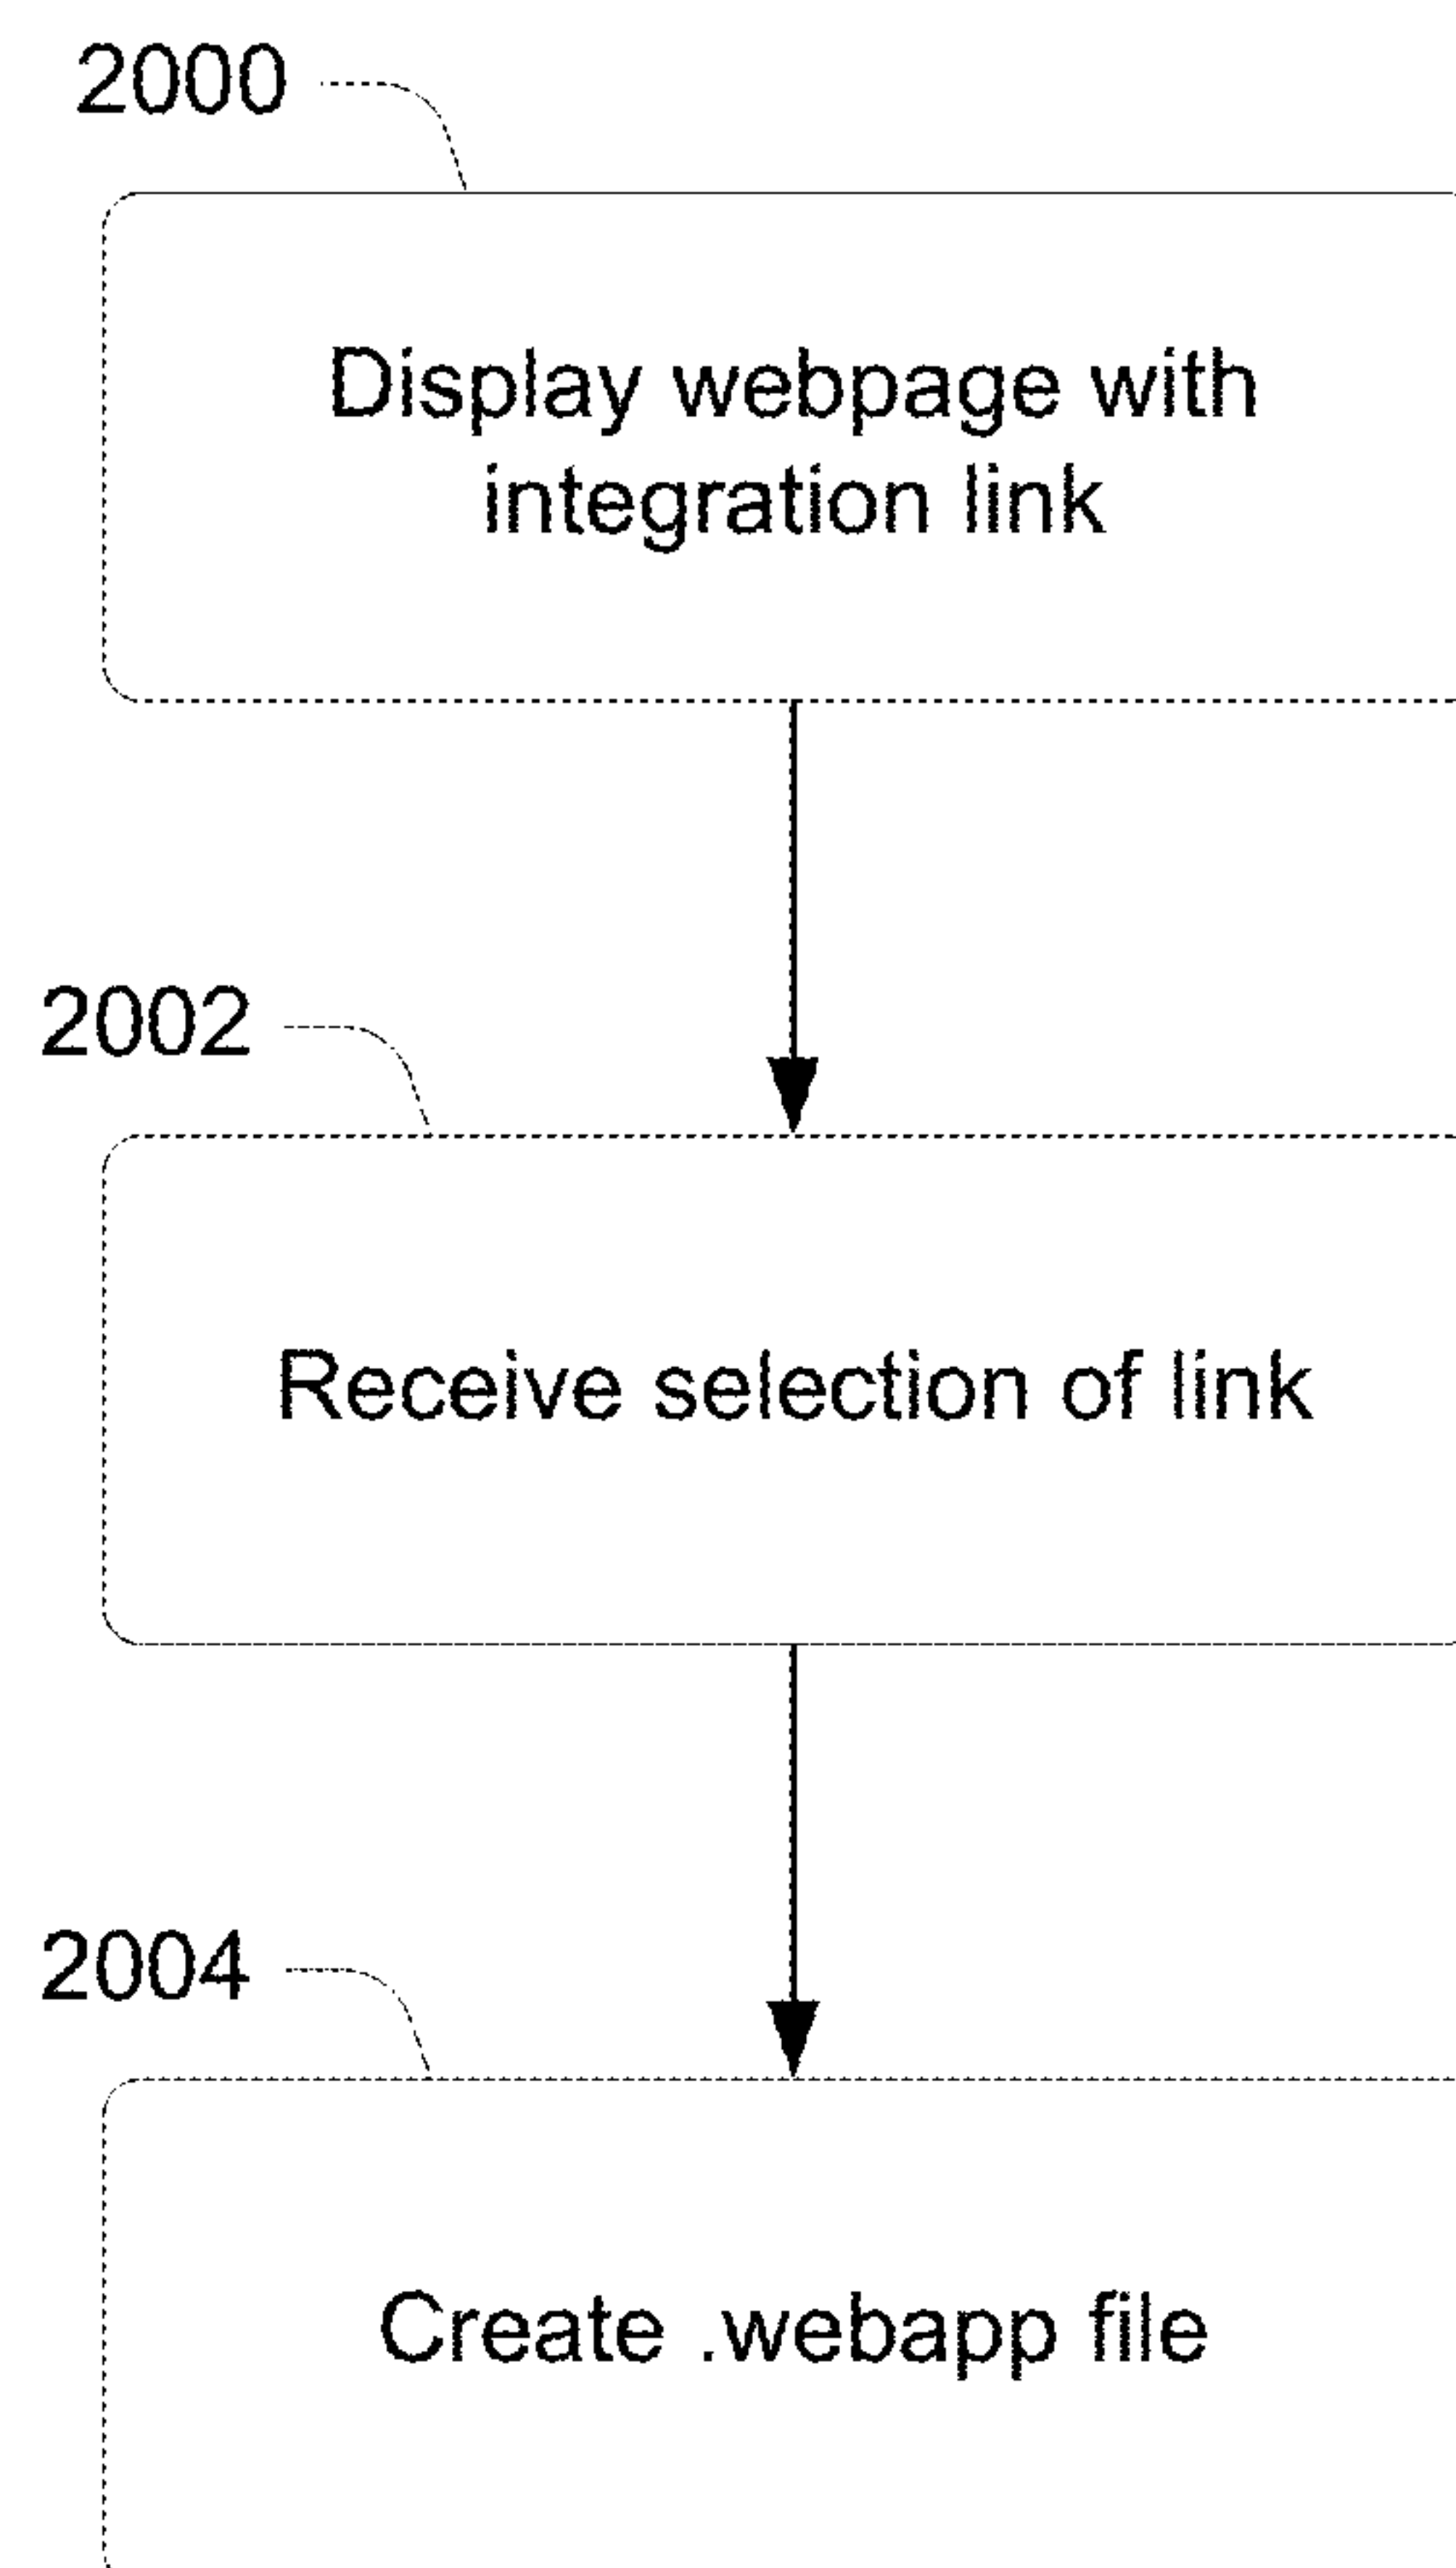 2000
Display webpage with
integration link
2002
Receive selection of link
2004
Create .webapp file